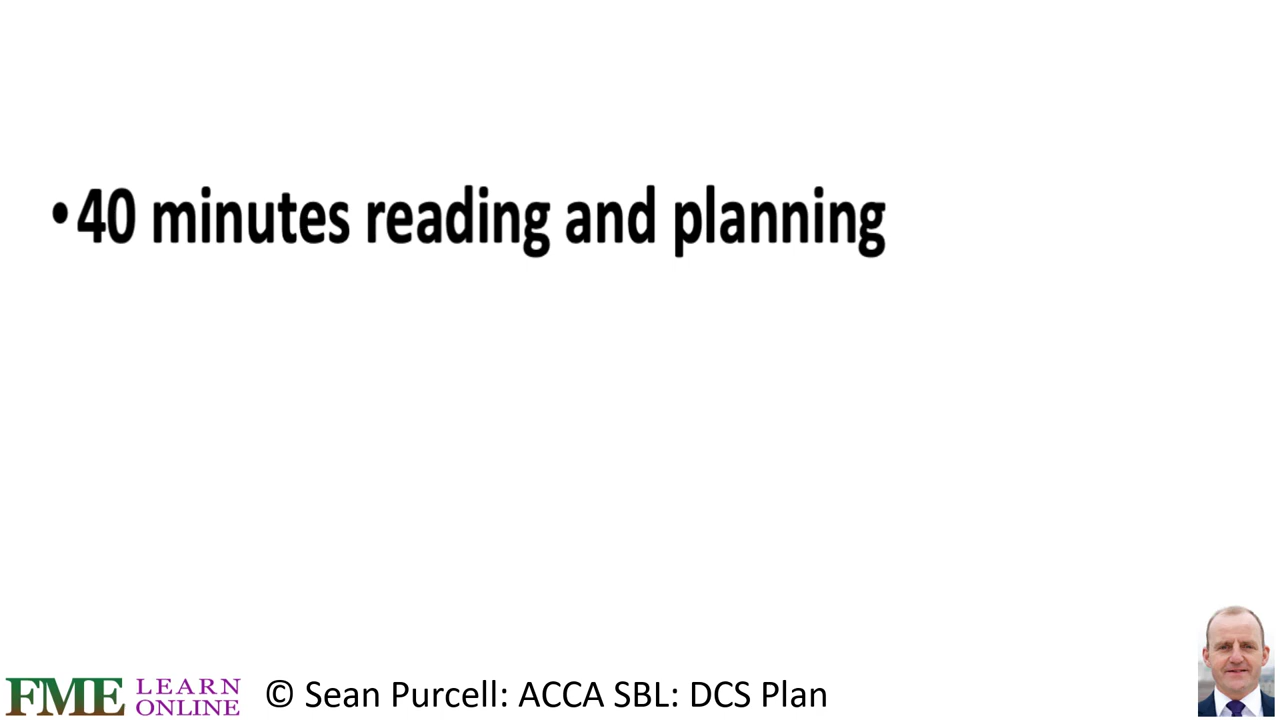 •40 minutes reading and planning
FME LEARN
ONLINE
© Sean Purcell: ACCA SBL: DCS Plan